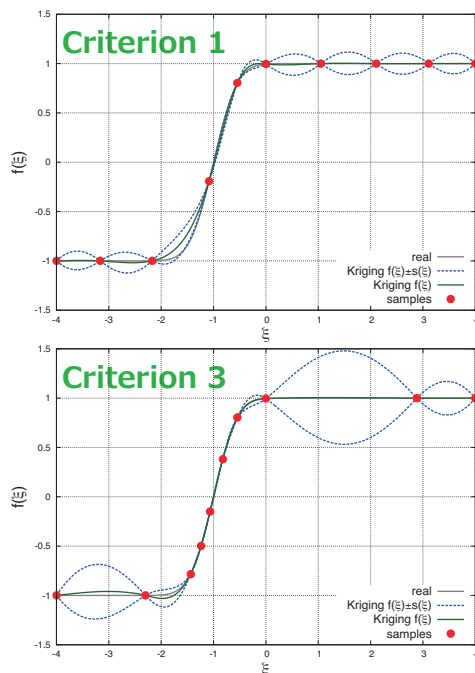 Criterion 1
1.5
1
0.5
0
-0.5
-1
-1.5
f(ξ)
real
Kriging f(ξ)±s(ξ)
Kriging f(ξ)
samples
-4 -3 -2 -1 0 1 2 3 4
ξ
Criterion 3
1.5
1
0.5
0
-0.5
-1
-1.5
f(ξ)
real
Kriging f(ξ)±s(ξ)
Kriging f(ξ)
samples
-4 -3 -2 -1 0 1 2 3 4
ξ